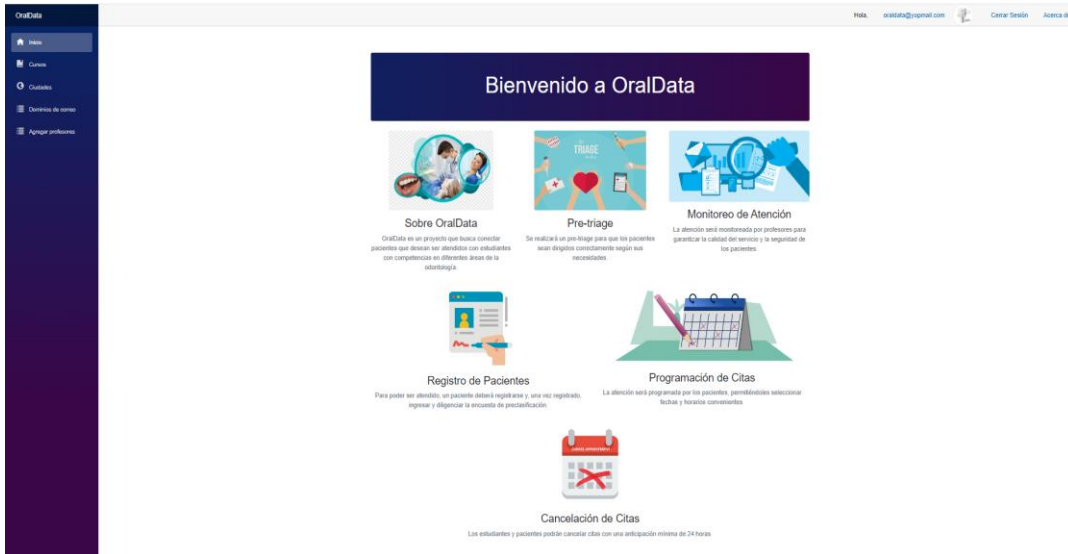 OralData
Hola,
oraldata@yopmail.com
Cerrar Sesión
Acerca de
Inicio
Cursos
Ciudades
Dominios de correo
Agregar profesores
Bienvenido a OralData
TRIAGE
Sobre OralData
OralData es un proyecto que busca conectar
pacientes que desean ser atendidos con estudiantes
con competencias en diferentes áreas de la
odontología.
Pre-triage
Se realizará un pre-triage para que los pacientes
sean dirigidos correctamente según sus
necesidades.
Monitoreo de Atención
La atención será monitoreada por profesores para
garantizar la calidad del servicio y la seguridad de
los pacientes.
Registro de Pacientes
Para poder ser atendido, un paciente deberá registrarse y, una vez registrado,
ingresar y diligenciar la encuesta de preclasificación.
Programación de Citas
La atención será programada por los pacientes, permitiéndoles seleccionar
fechas y horarios convenientes.
Cancelación de Citas
Los estudiantes y pacientes podrán cancelar citas con una anticipación mínima de 24 horas